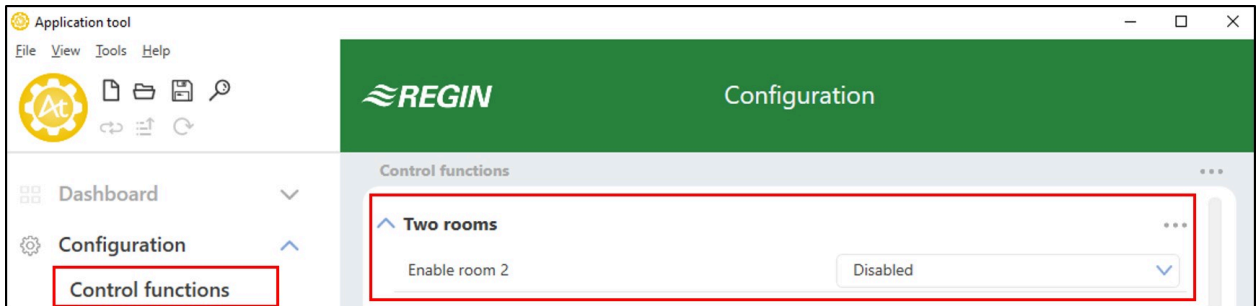 Application tool
File View Tools Help
At
REGIN
Configuration
Control functions
Dashboard
Two rooms
Configuration
Enable room 2 Disabled
Control functions